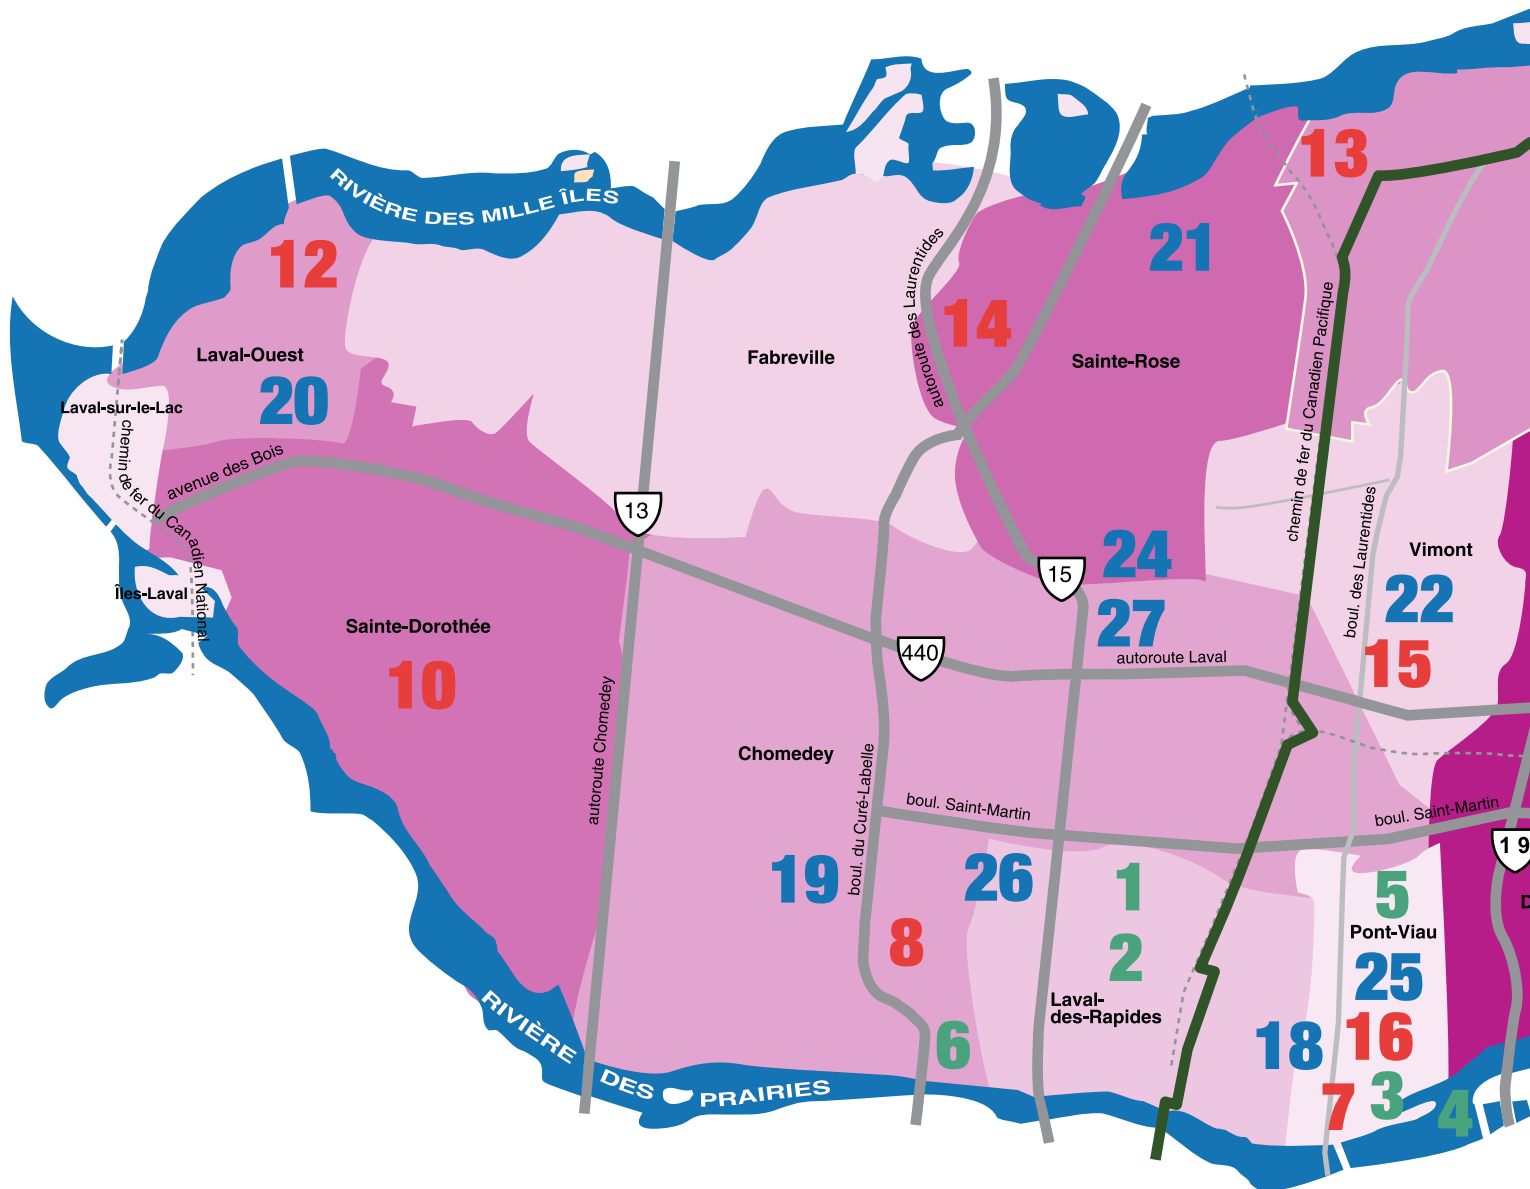 13
RIVIÈRE DES MILLE ÎLES
12
21
autoroute des Laurentides
14
Laval-Ouest
Fabreville
Sainte-Rose
chemin de fer du Canadien Pacifique
20
Laval-sur-le-Lac
chemin de fer du Canadien National
avenue des Bois
13
boul. des Laurentides
Vimont
24
15
22
Îles-Laval
27
Sainte-Dorothée
440
autoroute Laval
15
10
autoroute Chomedey
Chomedey
boul. du Curé-Labelle
boul. Saint-Martin
boul. Saint-Martin
19
19
26
1
5
D
Pont-Viau
8
2
25
Laval-
des-Rapides
RIVIÈRE
DES
PRAIRIES
6
18
16
7
3
4